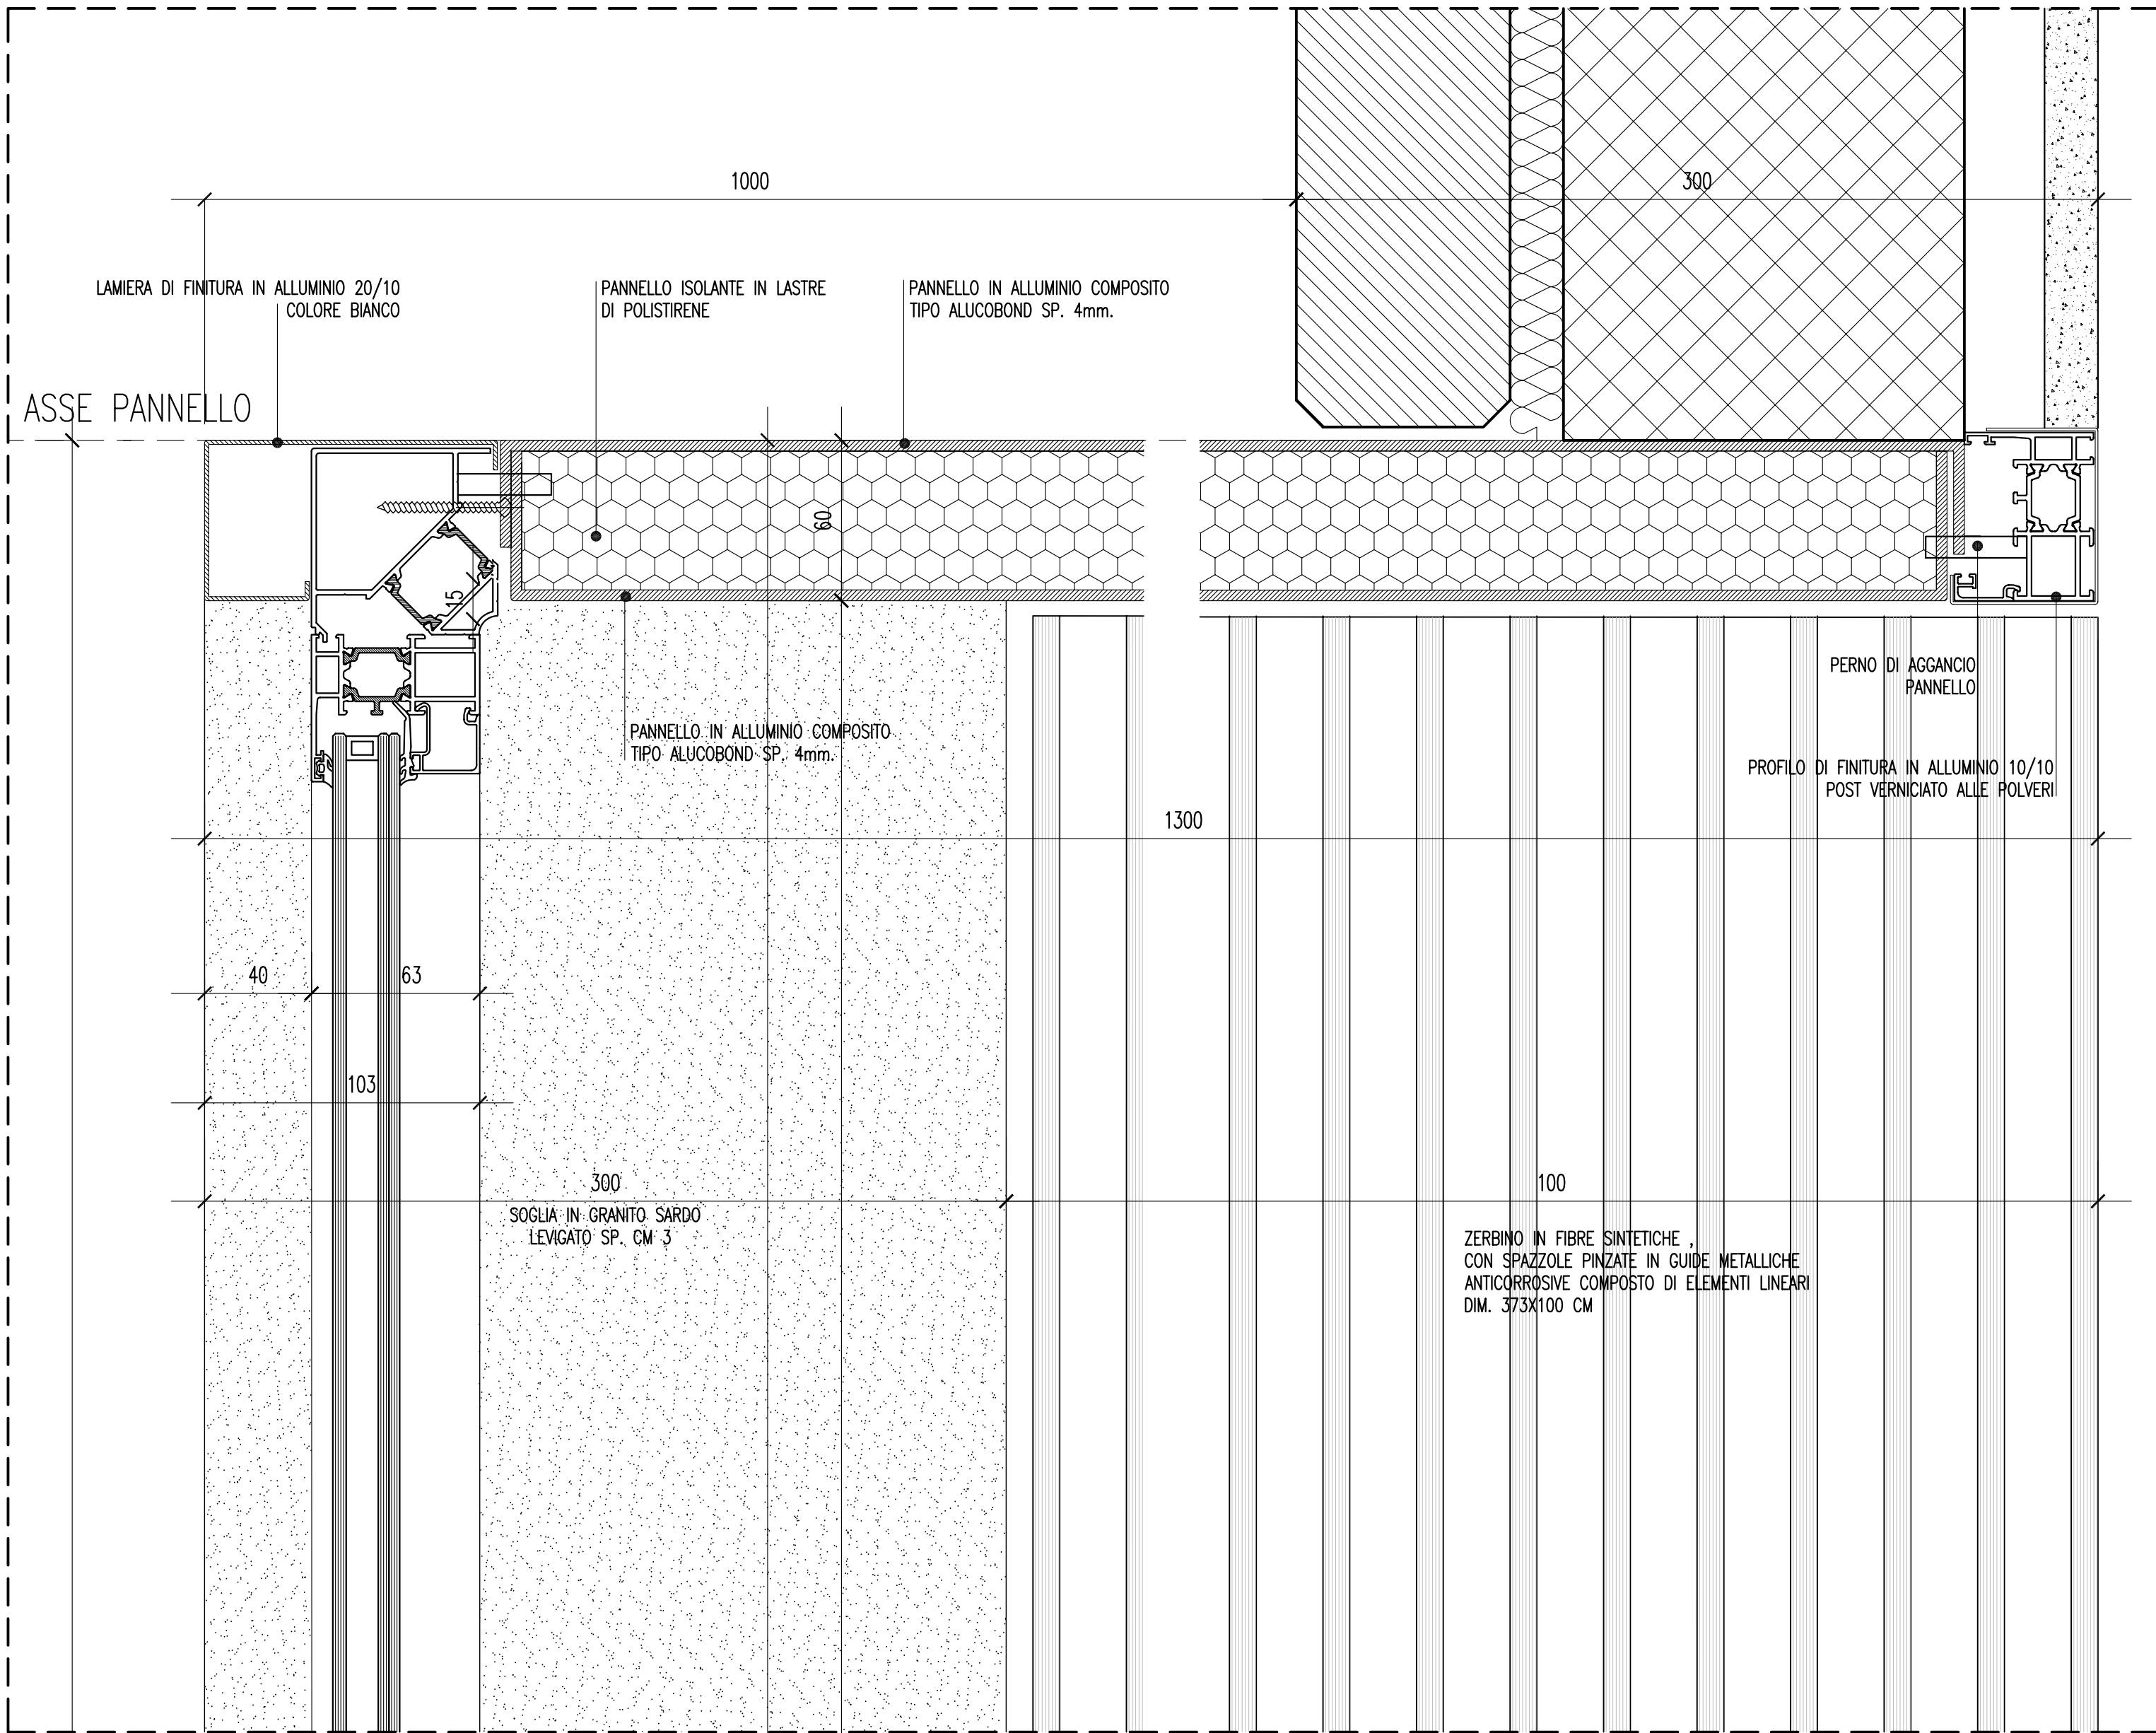 1000
300
LAMIERA DI FINITURA IN ALLUMINIO 20/10
COLORE BIANCO
PANNELLO ISOLANTE IN LASTRE
DI POLISTIRENE
PANNELLO IN ALLUMINIO COMPOSITO
TIPO ALUCOBOND SP. 4mm.
ASSE PANNELLO
60
15
PERNO DI AGGANCIO
PANNELLO
PANNELLO IN ALLUMINIO COMPOSITO
TIPO ALUCOBOND SP. 4mm.
PROFILO DI FINITURA IN ALLUMINIO 10/10
POST VERNICIATO ALLE POLVERI
1300
40
63
103
300
SOGLIA IN GRANITO SARDO
LEVIGATO SP. CM 3
100
ZERBINO IN FIBRE SINTETICHE ,
CON SPAZZOLE PINZATE IN GUIDE METALLICHE
ANTICORROSIVE COMPOSTO DI ELEMENTI LINEARI
DIM. 373X100 CM